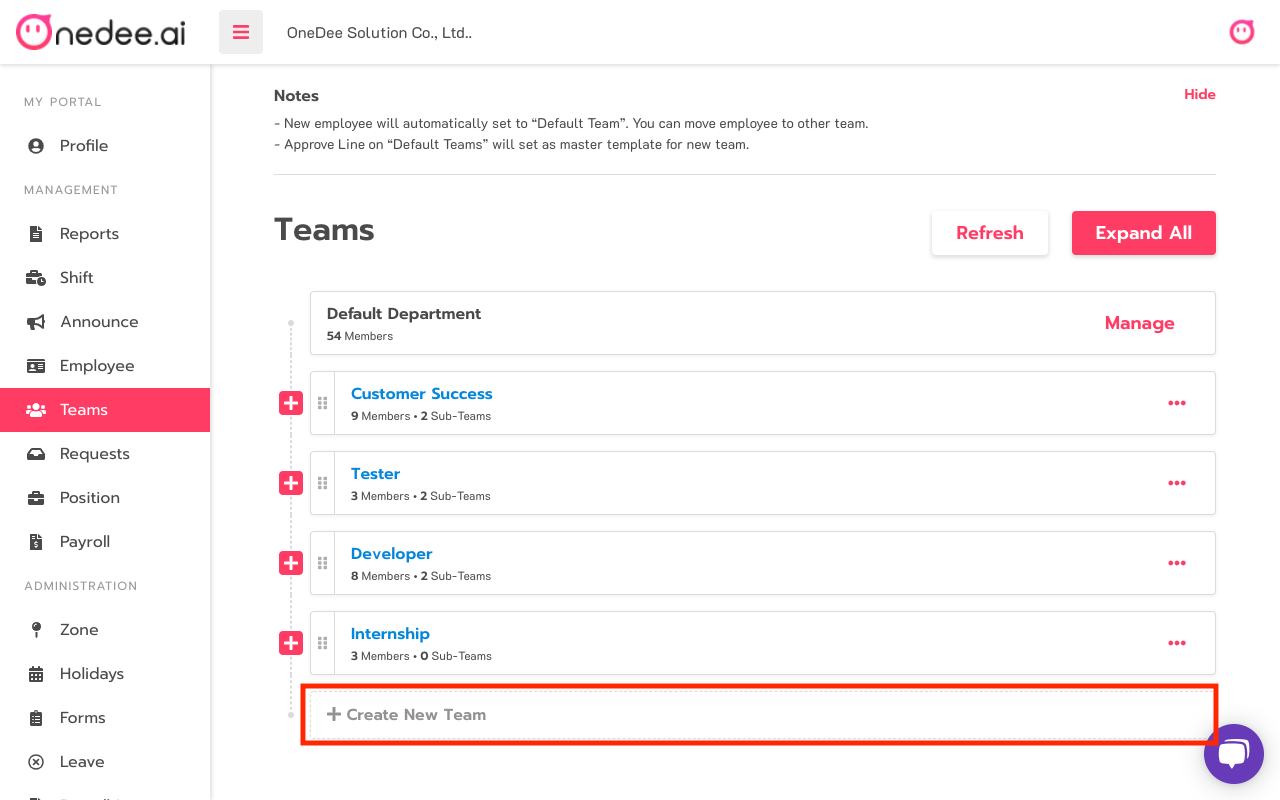 Onedee.ai
OneDee Solution Co., Ltd..
MY PORTAL
Profile
MANAGEMENT
Reports
Shift
Announce
Employee
Teams
Requests
Position
Payroll
ADMINISTRATION
Zone
Holidays
Forms
Leave
Notes
Hide
- New employee will automatically set to “Default Team”. You can move employee to other team.
- Approve Line on “Default Teams” will set as master template for new team.
Teams
Refresh
Expand All
Default Department
54 Members
Manage
Customer Success
9 Members • 2 Sub-Teams
Tester
3 Members • 2 Sub-Teams
Developer
8 Members • 2 Sub-Teams
Internship
3 Members • 0 Sub-Teams
+ Create New Team